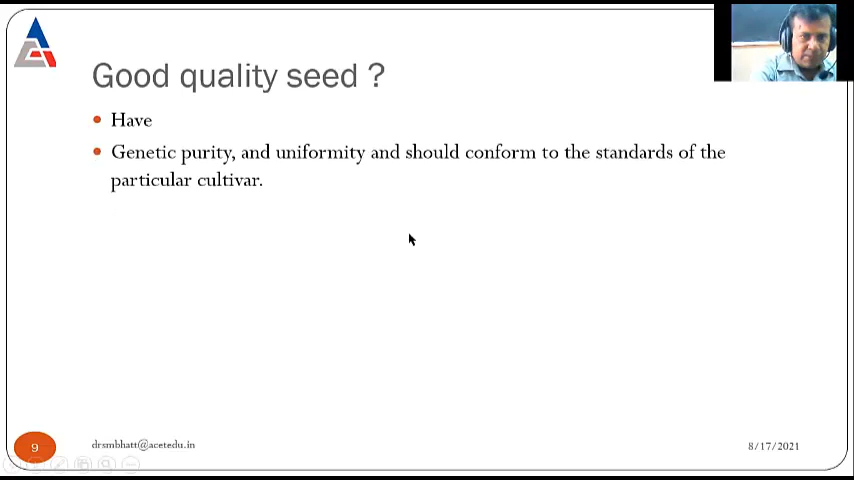 Good quality seed ?
Have
Genetic purity, and uniformity and should conform to the standards of the
particular cultivar.
9
drsmbhatt@acetedu.in
8/17/2021